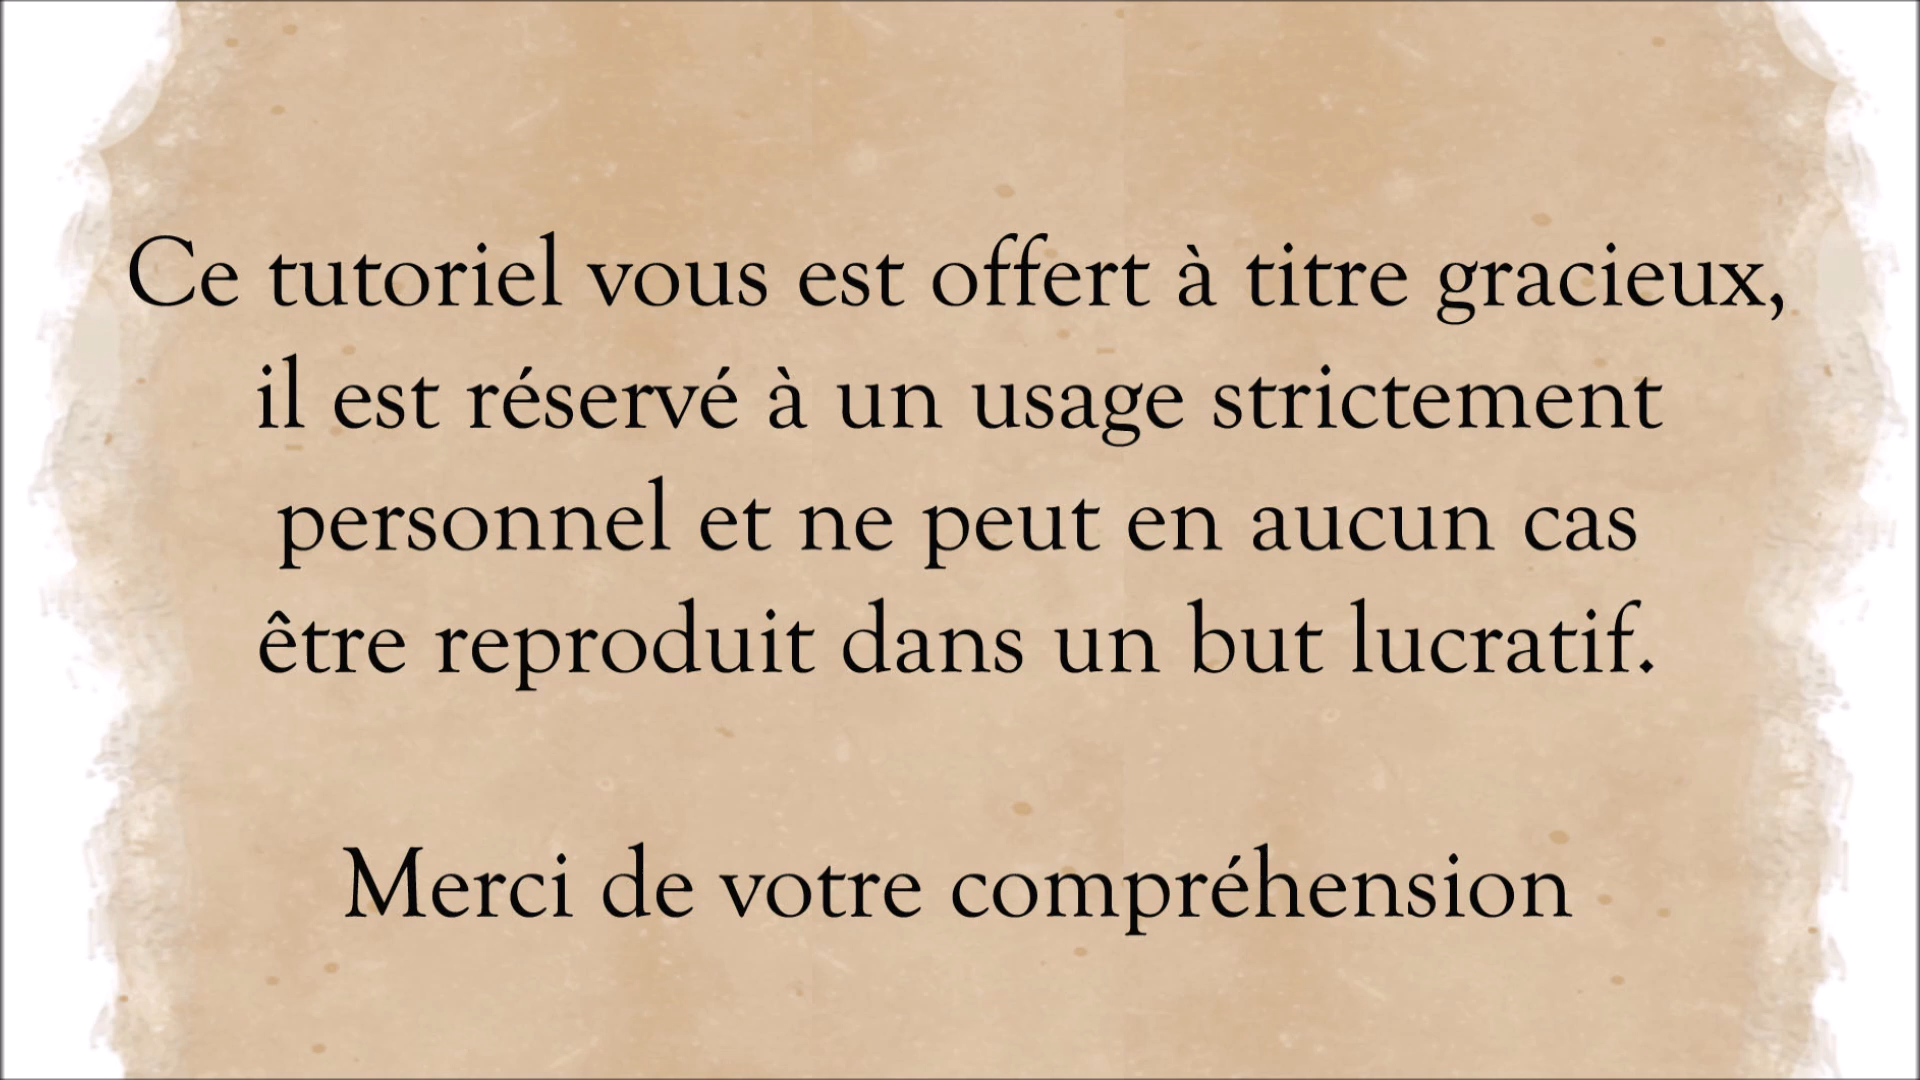 Ce tutoriel vous est offert à titre gracieux,
il est réservé à un usage strictement
personnel et ne peut en aucun cas
être reproduit dans un but lucratif.
Merci de votre compréhension